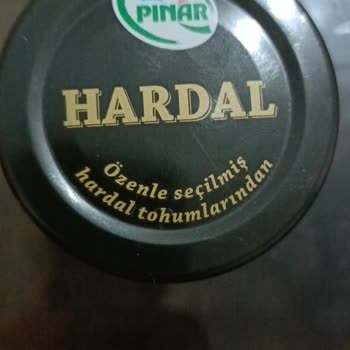 PINAR
HARDAL
Özenle seçilmiş
hardal tohumlarından